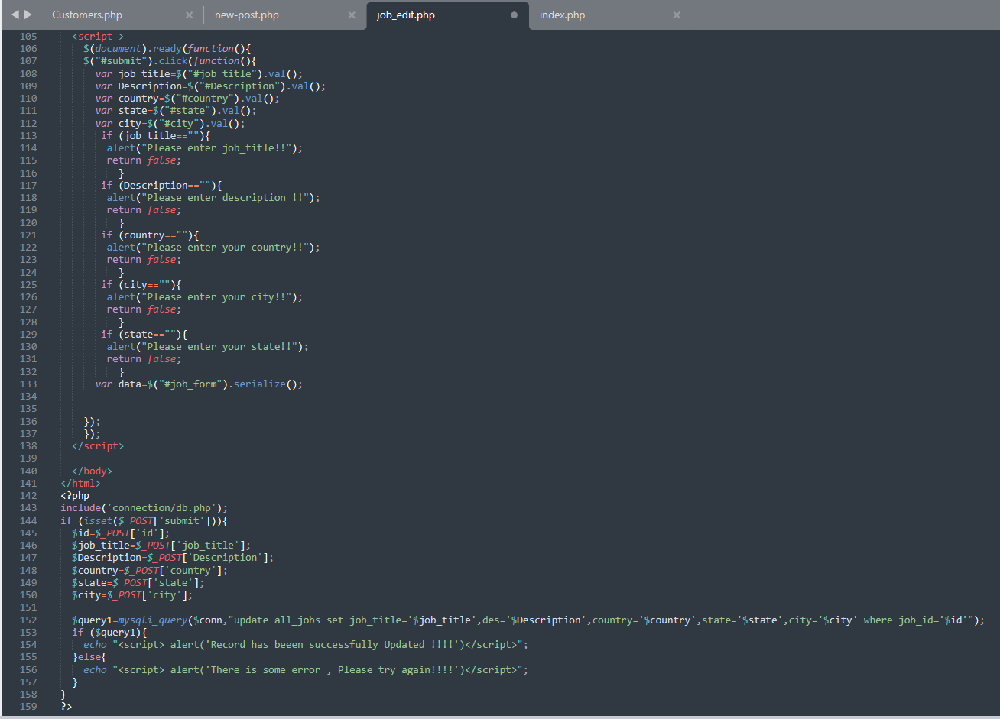 Customers.php × new-post.php × job_edit.php index.php ×
105 <script >
106 $(document).ready(function(){
107 $("#submit").click(function(){
108 var job_title=$("#job_title").val();
109 var Description=$("#Description").val();
110 var country=$("#country").val();
111 var state=$("#state").val();
112 var city=$("#city").val();
113 if (job_title==""){
114 alert("Please enter job_title!!");
115 return false;
116 }
117 if (Description==""){
118 alert("Please enter description !!");
119 return false;
120 }
121 if (country==""){
122 alert("Please enter your country!!");
123 return false;
124 }
125 if (city==""){
126 alert("Please enter your city!!");
127 return false;
128 }
129 if (state==""){
130 alert("Please enter your state!!");
131 return false;
132 }
133 var data=$("#job_form").serialize();
134
135
136 });
137 });
138 </script>
139
140 </body>
141 </html>
142 <?php
143 include('connection/db.php');
144 if (isset($_POST['submit'])){
145 $id=$_POST['id'];
146 $job_title=$_POST['job_title'];
147 $Description=$_POST['Description'];
148 $country=$_POST['country'];
149 $state=$_POST['state'];
150 $city=$_POST['city'];
151
152 $query1=mysqli_query($conn,"update all_jobs set job_title='$job_title',des='$Description',country='$country',state='$state',city='$city' where job_id='$id'");
153 if ($query1){
154 echo "<script> alert('Record has beeen successfully Updated !!!!')</script>";
155 }else{
156 echo "<script> alert('There is some error , Please try again!!!!')</script>";
157 }
158 }
159 ?>